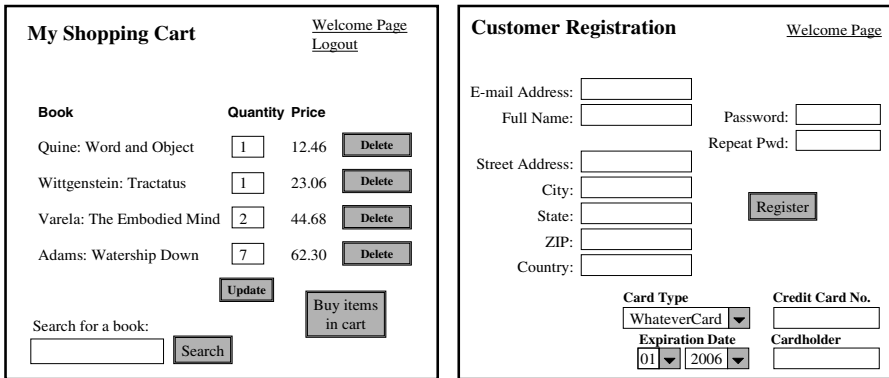 My Shopping Cart
Welcome Page
Logout
Book Quantity Price
Quine: Word and Object 1 12.46 Delete
Wittgenstein: Tractatus 1 23.06 Delete
Varela: The Embodied Mind 2 44.68 Delete
Adams: Watership Down 7 62.30 Delete
Update
Buy items
in cart
Search for a book:
Search
Customer Registration
Welcome Page
E-mail Address:
Full Name:
Password:
Repeat Pwd:
Street Address:
City:
State:
ZIP:
Country:
Register
Card Type
Credit Card No.
WhateverCard
Expiration Date
Cardholder
01 2006